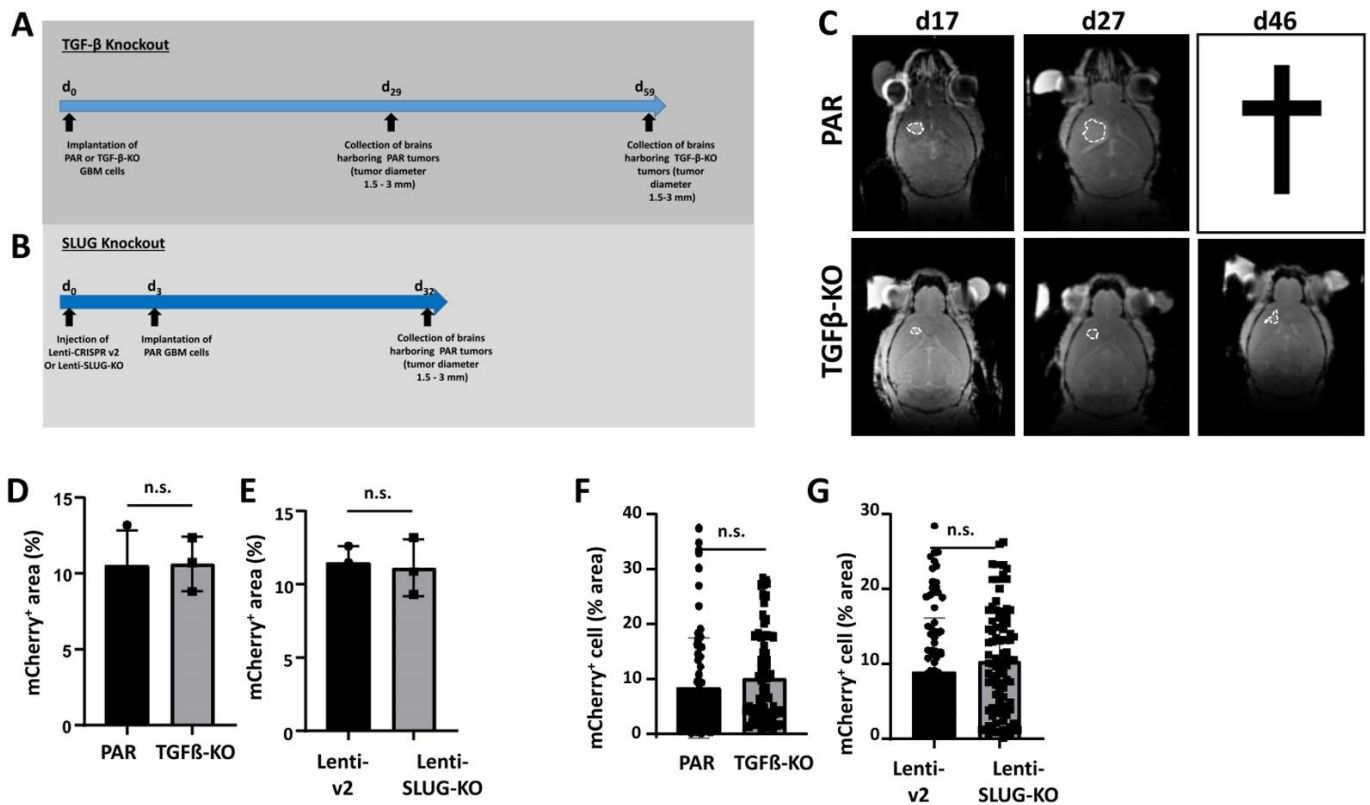 A
TGF-β Knockout
d0
d29
d59
Implantation of
PAR or TGF-β-KO
GBM cells
Collection of brains
harboring PAR tumors
(tumor diameter
1.5 - 3 mm)
Collection of brains
harboring TGF-β-KO
tumors (tumor
diameter
1.5-3 mm)
B
SLUG Knockout
d0
d3
d32
Injection of
Lenti-CRISPR v2
Or Lenti-SLUG-KO
Implantation of
PAR GBM cells
Collection of brains
harboring PAR tumors
(tumor diameter
1.5 - 3 mm)
C
d17
d27
d46
PAR
TGFβ-KO
D
mCherry+ area (%)
15
10
5
0
n.s.
PAR
TGFß-KO
E
mCherry+ area (%)
15
10
5
0
n.s.
Lenti-
v2
Lenti-
SLUG-KO
F
mCherry+ cell (% area)
40
30
20
10
0
n.s.
PAR
TGFß-KO
G
mCherry+ cell (% area)
30
20
10
0
n.s.
Lenti-
v2
Lenti-
SLUG-KO